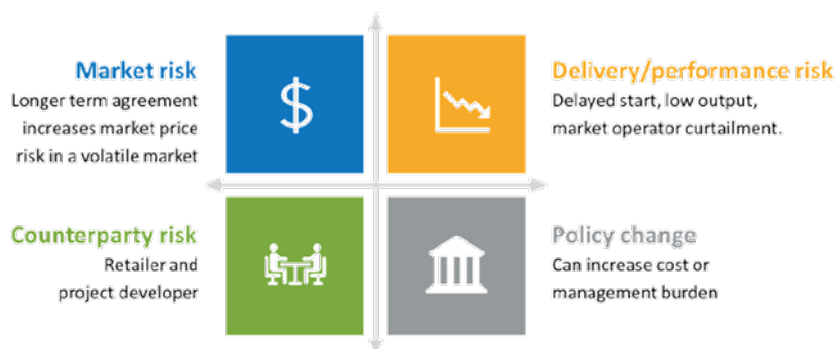 Market risk
Longer term agreement
increases market price
risk in a volatile market
$
Delivery/performance risk
Delayed start, low output,
market operator curtailment.
Counterparty risk
Retailer and
project developer
Policy change
Can increase cost or
management burden